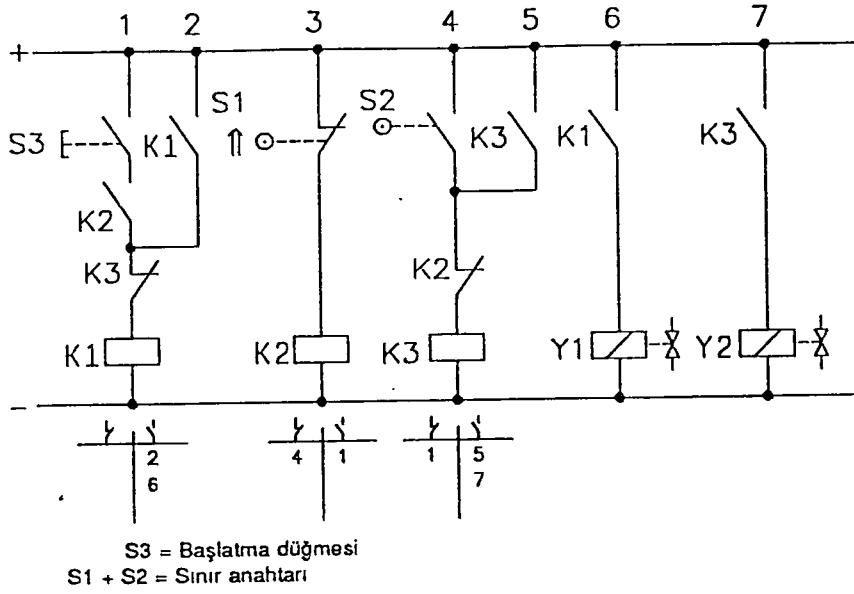 1 2 3 4 5 6 7
+
S1 S2
S3 K1 K3 K1 K3
K2
K3 K2
K1 K2 K3 Y1 Y2
–
2 4 1 1 5
6 7
S3 = Başlatma düğmesi
S1 + S2 = Sınır anahtarı